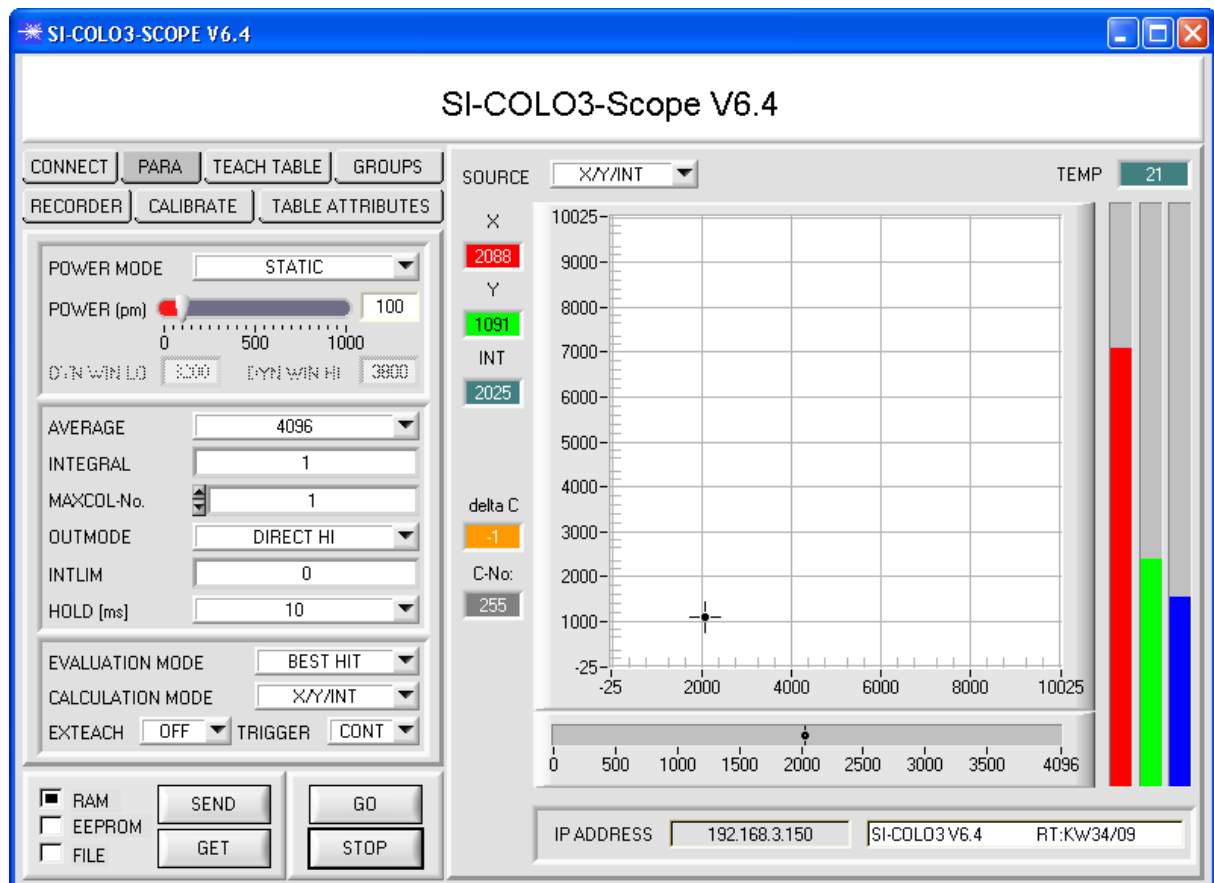 SI-COLO3-SCOPE V6.4
SI-COLO3-Scope V6.4
CONNECT PARA TEACH TABLE GROUPS
RECORDER CALIBRATE TABLE ATTRIBUTES
POWER MODE STATIC
POWER (pm) 100
0 500 1000
DYN WIN LO 3200 DYN WIN HI 3800
AVERAGE 4096
INTEGRAL 1
MAXCOL-No. 1
OUTMODE DIRECT HI
INTLIM 0
HOLD [ms] 10
EVALUATION MODE BEST HIT
CALCULATION MODE X/Y/INT
EXTEACH OFF TRIGGER CONT
RAM
EEPROM
FILE
SEND
GET
GO
STOP
SOURCE X/Y/INT TEMP 21
X
2088
Y
1091
INT
2025
delta C
-1
C-No:
255
10025
9000
8000
7000
6000
5000
4000
3000
2000
1000
-25
-25 2000 4000 6000 8000 10025
0 500 1000 1500 2000 2500 3000 3500 4096
IP ADDRESS 192.168.3.150 SI-COLO3 V6.4 RT:KW34/09